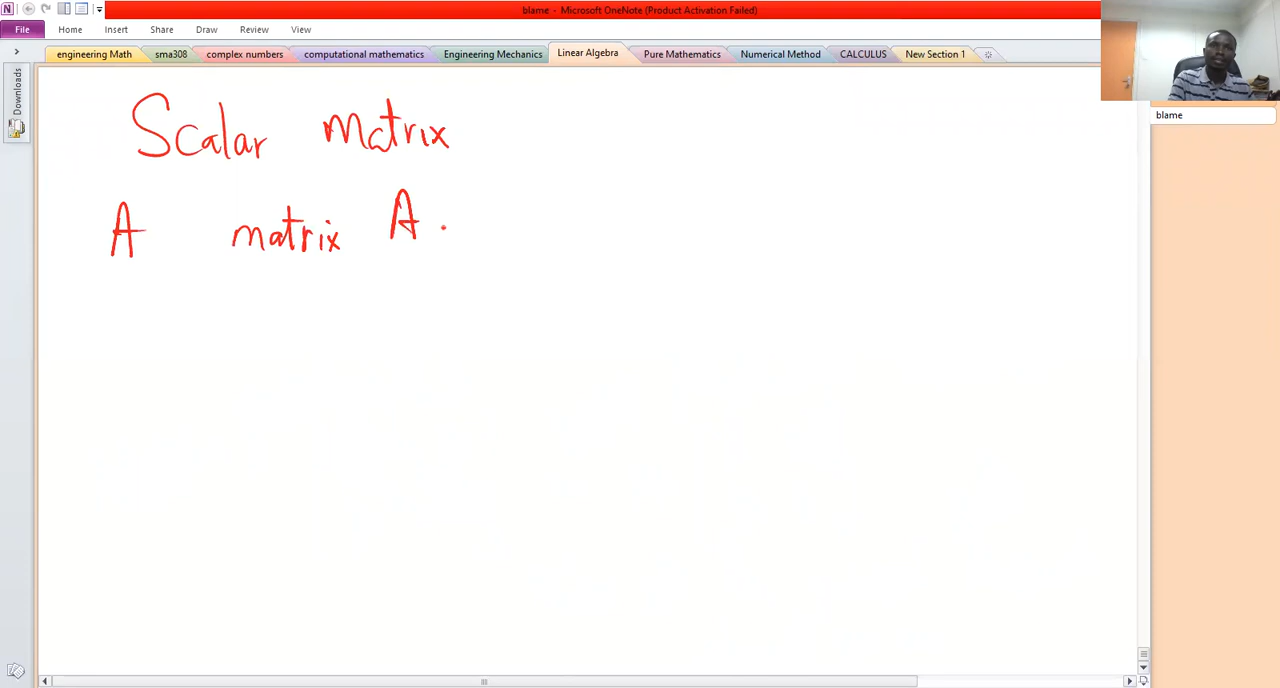 blame - Microsoft OneNote (Product Activation Failed)
File Home Insert Share Draw Review View
engineering Math sma308 complex numbers computational mathematics Engineering Mechanics Linear Algebra Pure Mathematics Numerical Method CALCULUS New Section 1
Downloads
blame
Scalar matrix
A matrix A.